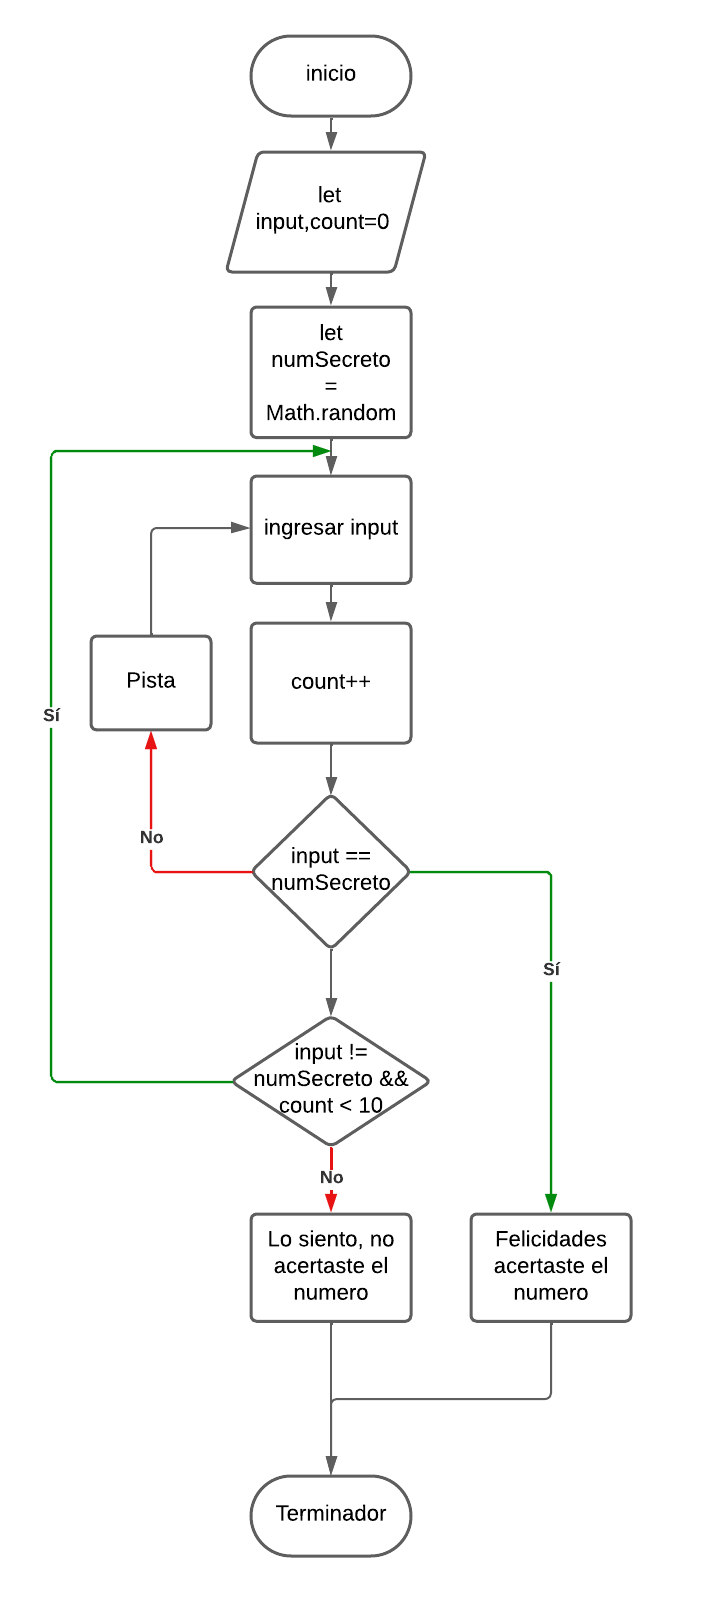 inicio
let
input,count=0
let
numSecreto
=
Math.random
ingresar input
Pista
count++
Sí
No
input ==
numSecreto
Sí
input !=
numSecreto &&
count < 10
No
Lo siento, no
acertaste el
numero
Felicidades
acertaste el
numero
Terminador